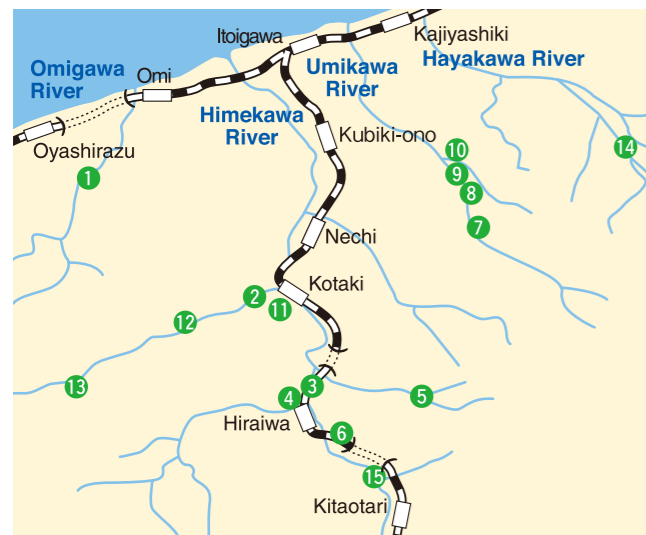 Itoigawa
Kajiyashiki
Omigawa
River
Omi
Umikawa
River
Hayakawa River
Himekawa
River
Oyashirazu
Kubiki-ono
1
10
9
8
14
7
Nechi
Kotaki
2
11
12
13
3
4
5
Hiraiwa
6
15
Kitaotari